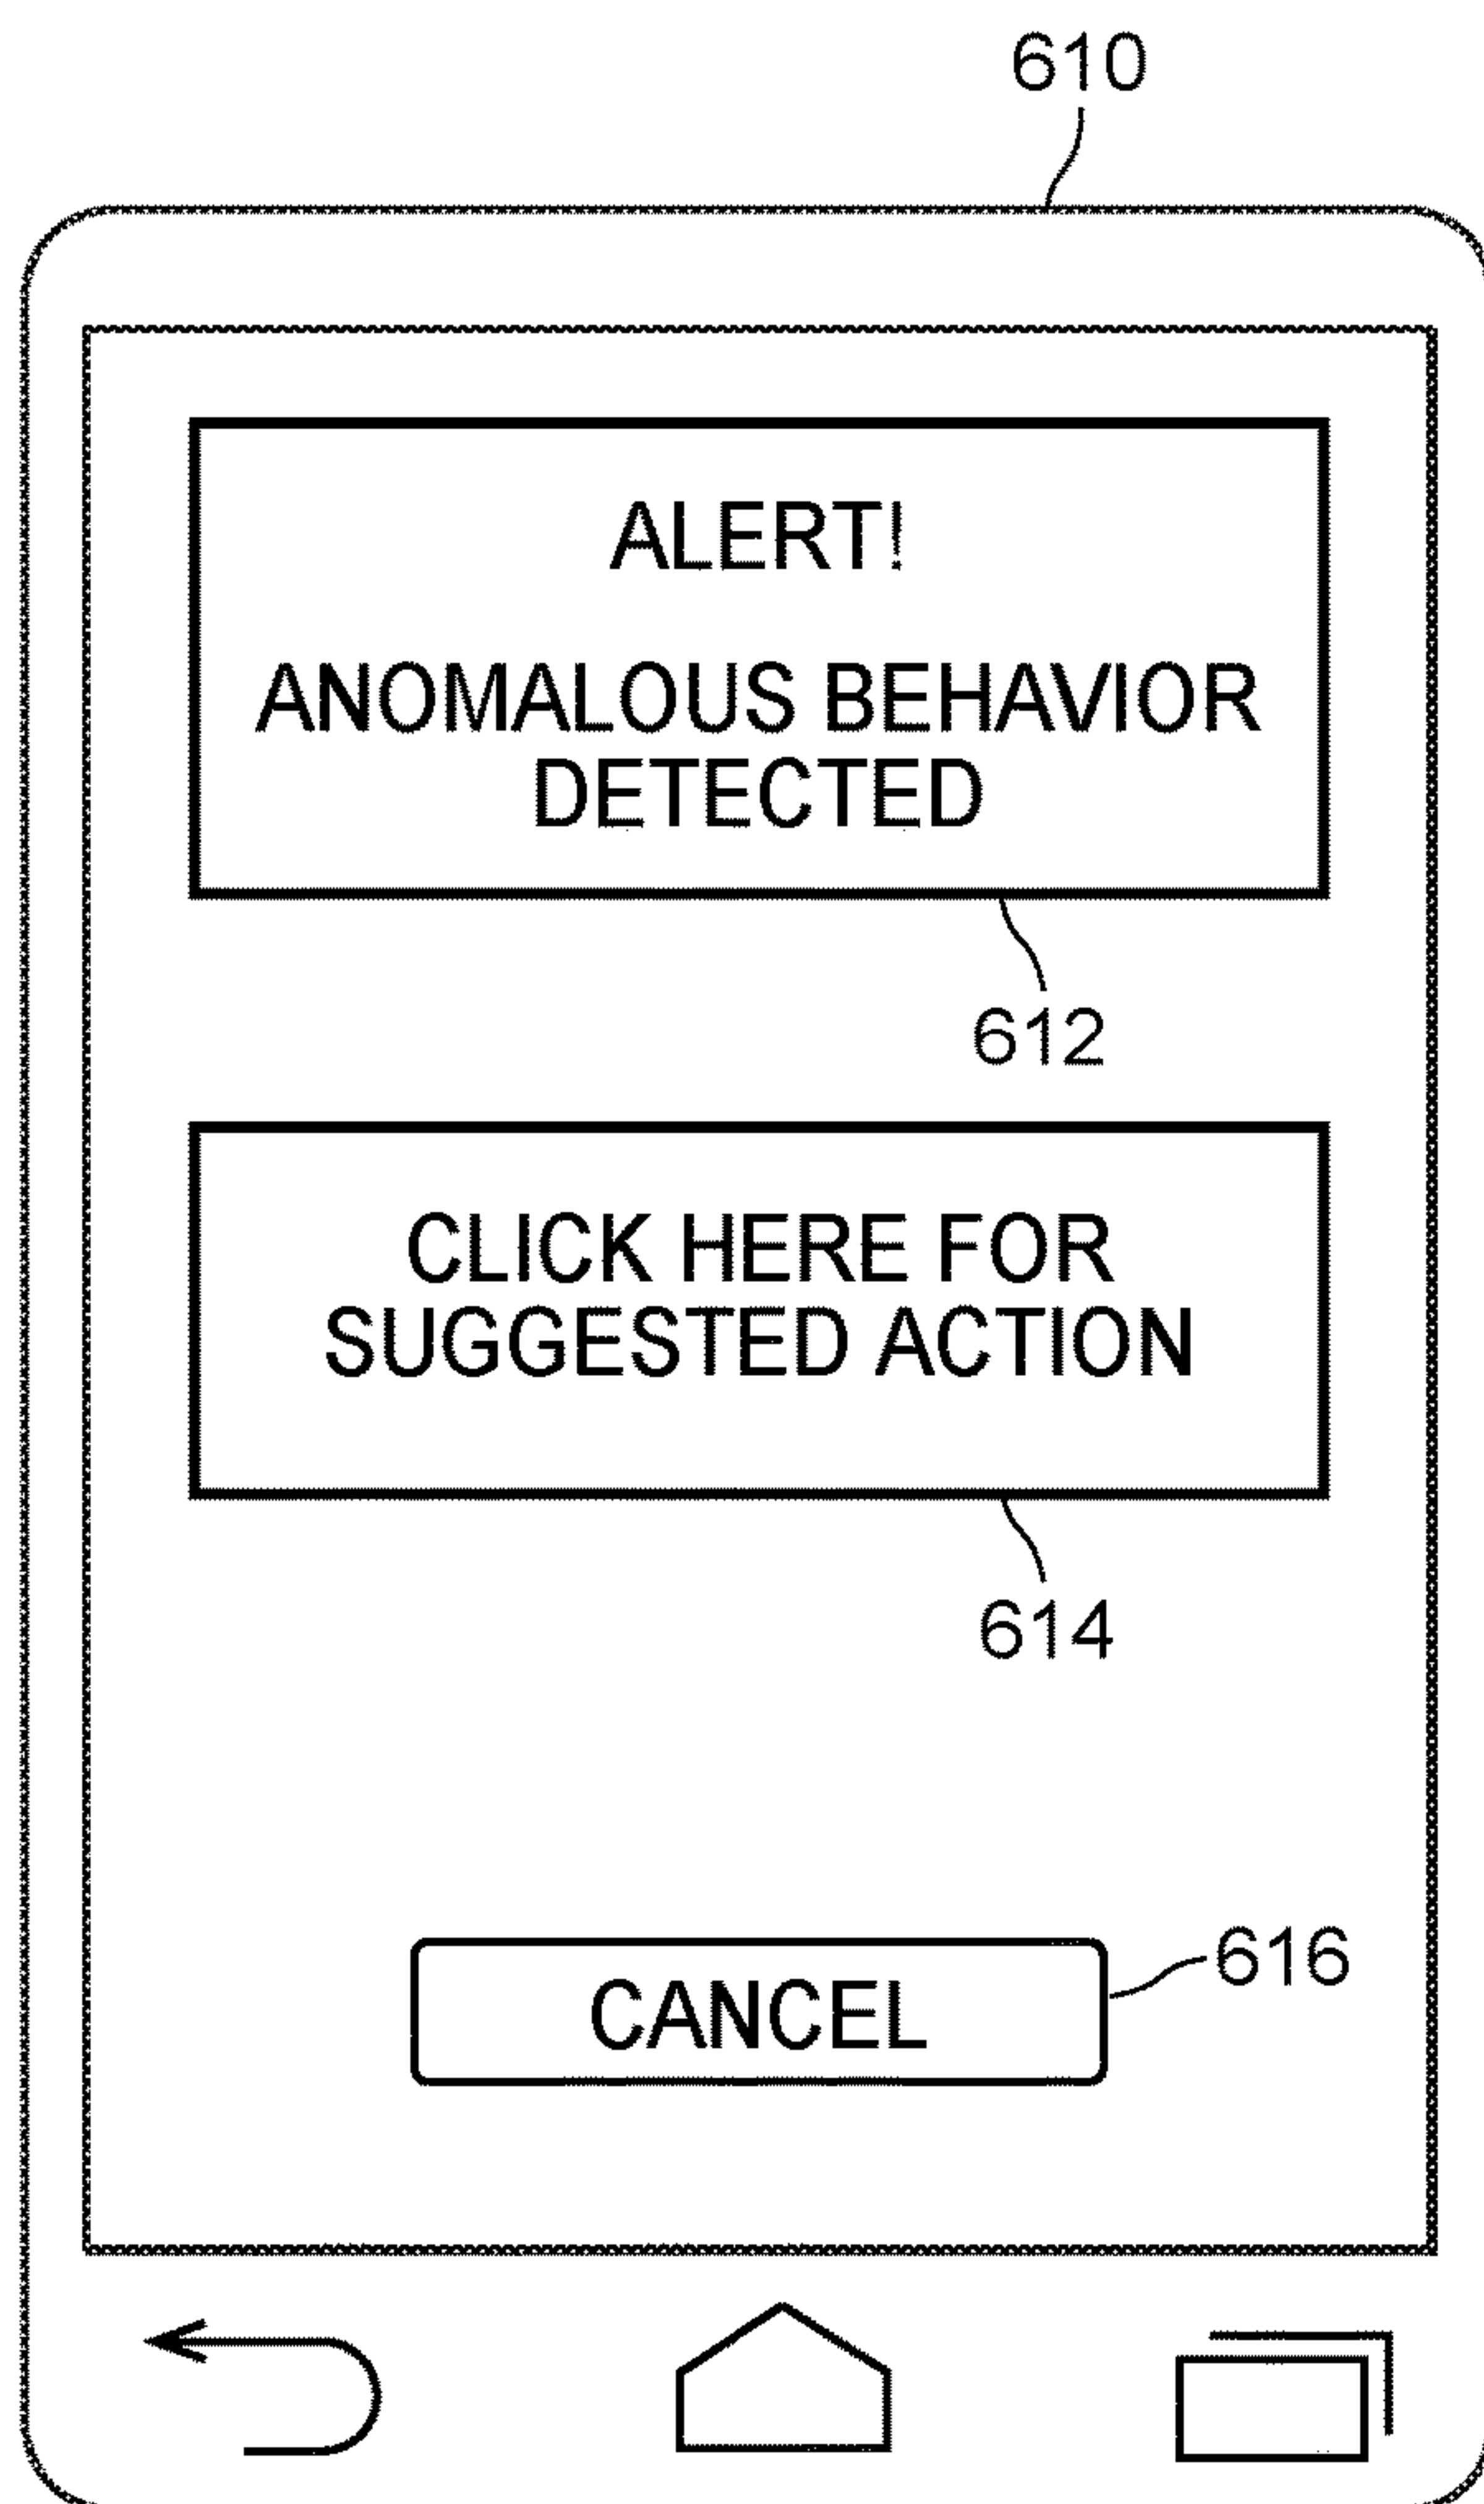 610
ALERT!
ANOMALOUS BEHAVIOR
DETECTED
612
CLICK HERE FOR
SUGGESTED ACTION
614
CANCEL
616